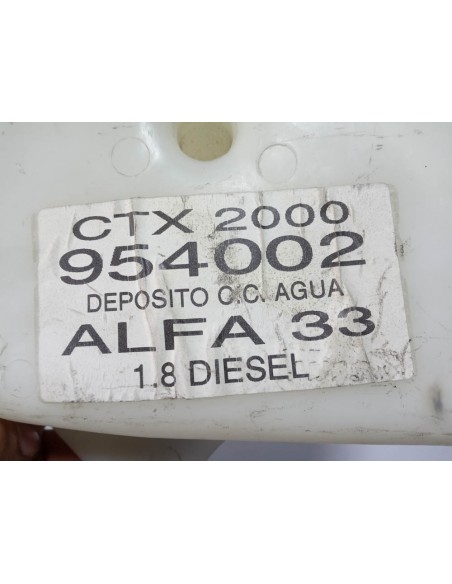 CTX 2000
954002
DEPOSITO C.C. AGUA
ALFA 33
1.8 DIESEL